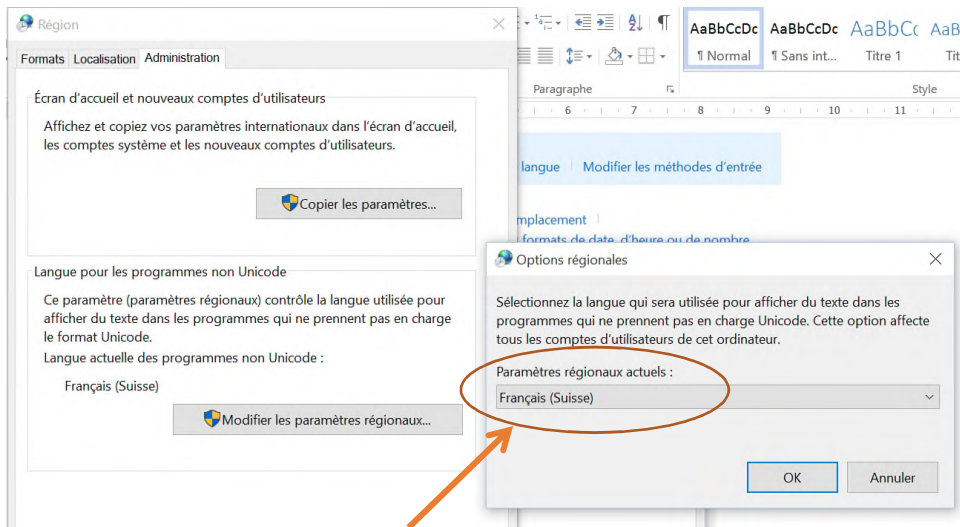 Région
Formats Localisation Administration
Écran d'accueil et nouveaux comptes d'utilisateurs
Affichez et copiez vos paramètres internationaux dans l'écran d'accueil,
les comptes système et les nouveaux comptes d'utilisateurs.
Copier les paramètres...
Langue pour les programmes non Unicode
Ce paramètre (paramètres régionaux) contrôle la langue utilisée pour
afficher du texte dans les programmes qui ne prennent pas en charge
le format Unicode.
Langue actuelle des programmes non Unicode :
Français (Suisse)
Modifier les paramètres régionaux...
AaBbCcDc AaBbCcDc AaBbCc AaB
¶ Normal ¶ Sans int... Titre 1 Tit
Paragraphe Style
6 7 8 9 10 11
langue Modifier les méthodes d'entrée
mplacement
formats de date, d'heure ou de nombre
Options régionales
Sélectionnez la langue qui sera utilisée pour afficher du texte dans les
programmes qui ne prennent pas en charge Unicode. Cette option affecte
tous les comptes d'utilisateurs de cet ordinateur.
Paramètres régionaux actuels :
Français (Suisse)
OK Annuler